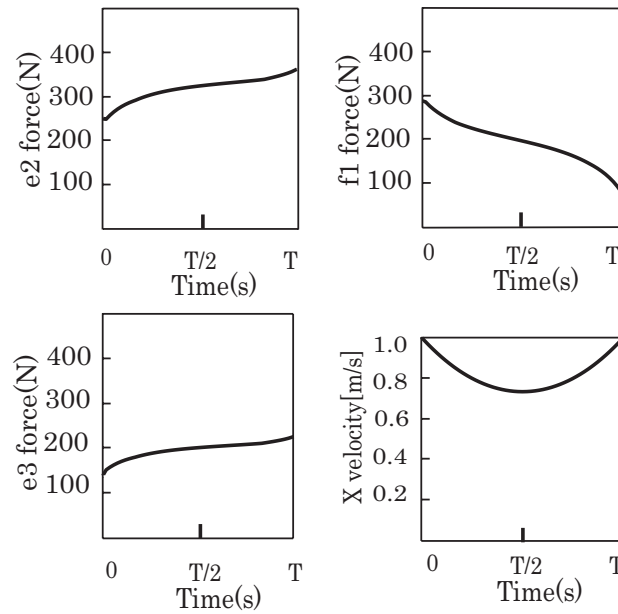 e2 force(N)
400
300
200
100
0
T/2
T
Time(s)
f1 force(N)
400
300
200
100
0
T/2
T
Time(s)
e3 force(N)
400
300
200
100
0
T/2
T
Time(s)
X velocity[m/s]
1.0
0.8
0.6
0.4
0.2
0
T/2
T
Time(s)